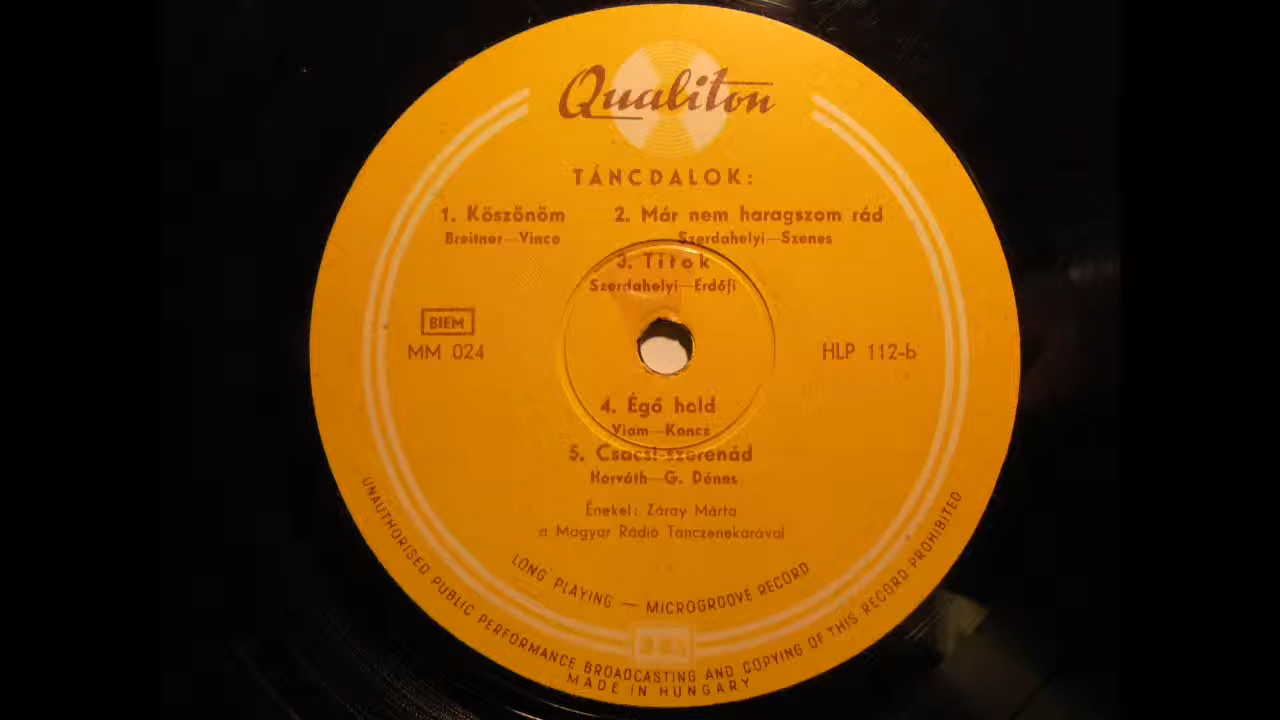 Qualiton
TÁNCDALOK:
1. Köszönöm 2. Már nem haragszom rád
Breitner—Vince Szerdahelyi—Szenes
3. Titok
Szerdahelyi—Erdőfi
BIEM
MM 024 HLP 112-b
4. Égő hold
Viam—Koncz
5. Csacsi-szerenád
Horváth—G. Dénes
Énekel: Záray Márta
a Magyar Rádió Tánczenekarával
LONG PLAYING — MICROGROOVE RECORD
UNAUTHORISED PUBLIC PERFORMANCE BROADCASTING AND COPYING OF THIS RECORD PROHIBITED
MADE IN HUNGARY